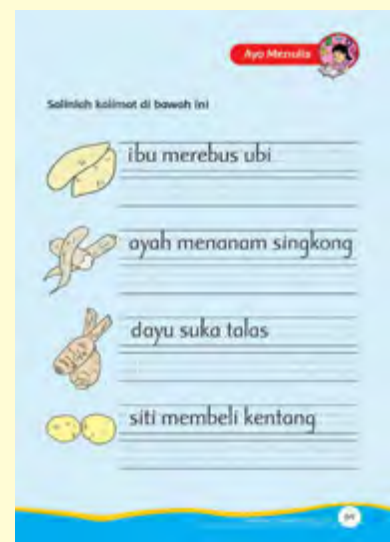 Ayo Menulis
Salinlah kalimat di bawah ini
ibu merebus ubi
ayah menanam singkong
dayu suka talas
siti membeli kentang